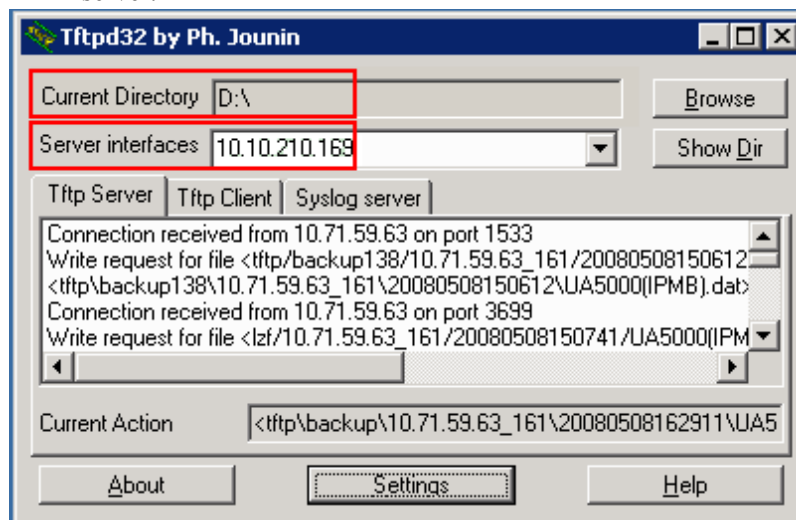 Tftpd32 by Ph. Jounin
Current Directory D:\ Browse
Server interfaces 10.10.210.169 Show Dir
Tftp Server Tftp Client Syslog server
Connection received from 10.71.59.63 on port 1533
Write request for file <tftp/backup138/10.71.59.63_161/20080508150612
<tftp\backup138\10.71.59.63_161\20080508150612\UA5000(IPMB).dat>
Connection received from 10.71.59.63 on port 3699
Write request for file <lzf/10.71.59.63_161/20080508150741/UA5000(IPM
Current Action <tftp\backup\10.71.59.63_161\20080508162911\UA5
About Settings Help